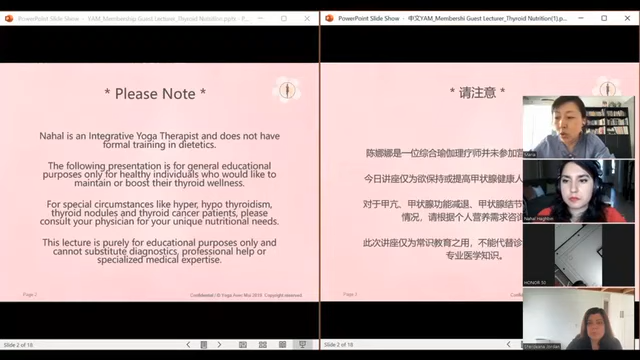 PowerPoint Slide Show - YAM_Membership Guest Lecturer_Thyroid Nutrition.pptx - P...
PowerPoint Slide Show - 中文YAM_Membershi Guest Lecturer_Thyroid Nutrition(1).p...
* Please Note *
Nahal is an Integrative Yoga Therapist and does not have
formal training in dietetics.
The following presentation is for general educational
purposes only for healthy individuals who would like to
maintain or boost their thyroid wellness.
For special circumstances like hyper, hypo thyroidism,
thyroid nodules and thyroid cancer patients, please
consult your physician for your unique nutritional needs.
This lecture is purely for educational purposes only and
cannot substitute diagnostics, professional help or
specialized medical expertise.
Page 2
Slide 2 of 18
* 请注意 *
陈娜娜是一位综合瑜伽理疗师并未参加
今日讲座仅为欲保持或提高甲状腺健康人
对于甲亢、甲状腺功能减退、甲状腺结节
情况，请根据个人营养需求咨
此次讲座仅为常识教育之用，不能代替诊
专业医学知识。
Slide 2 of 18
Nahal Haghbin
HONOR 50